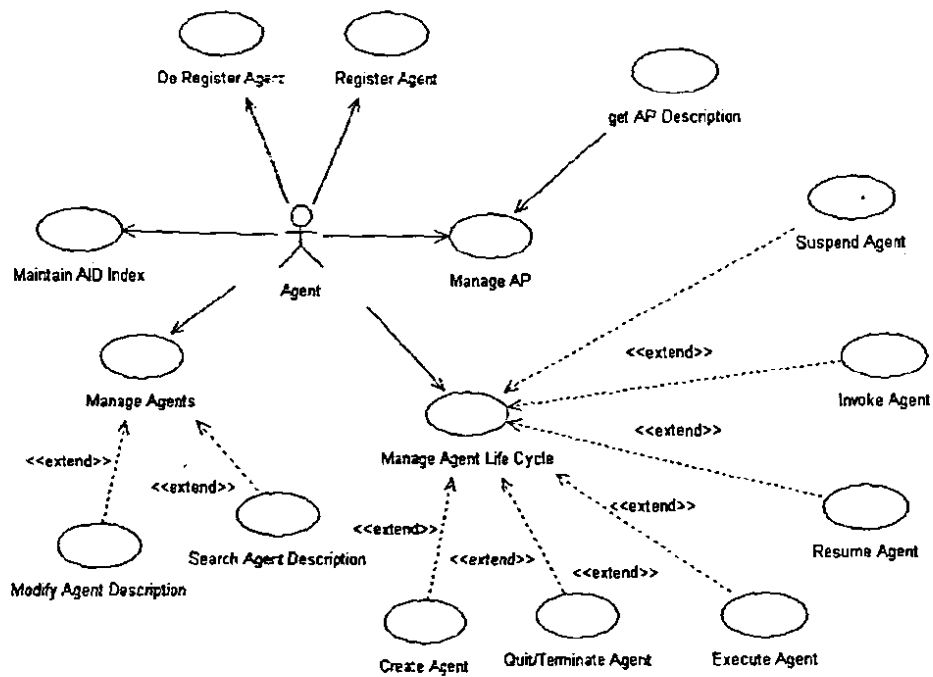 De Register Agent
Register Agent
get AP Description
Suspend Agent
Maintain AID Index
Agent
Manage AP
<<extend>>
Invoke Agent
Manage Agents
<<extend>>
Manage Agent Life Cycle
<<extend>>
<<extend>>
<<extend>>
<<extend>>
Search Agent Description
Resume Agent
<<extend>>
<<extend>>
Modify Agent Description
Create Agent
Quit/Terminate Agent
Execute Agent